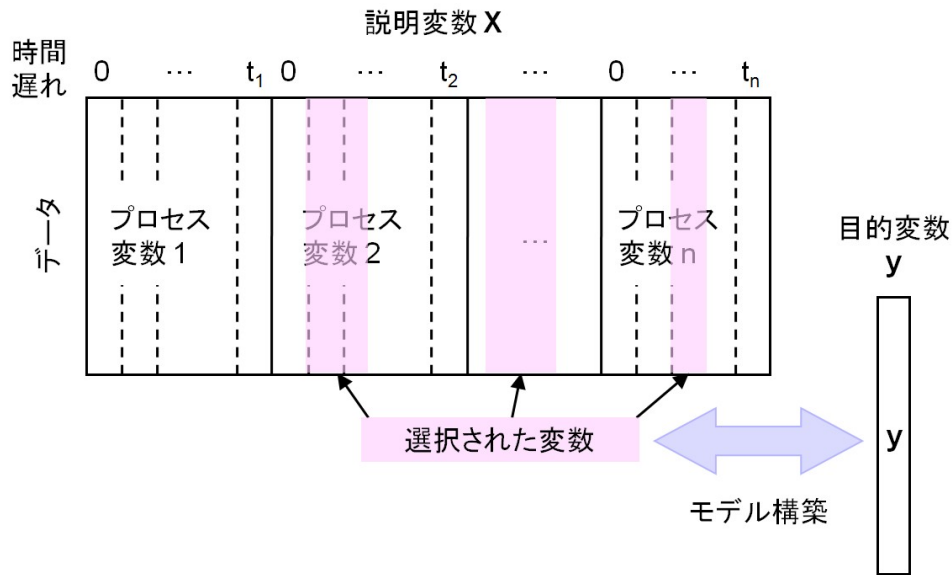 説明変数 X
時間
遅れ
0 … t1 0 … t2 … 0 … tn
データ
プロセス
変数 1
プロセス
変数 2
…
プロセス
変数 n
目的変数
y
選択された変数
y
モデル構築